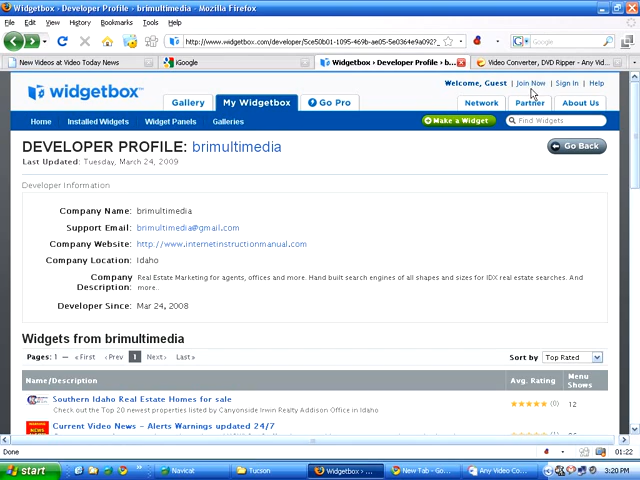 Widgetbox › Developer Profile › brimultimedia - Mozilla Firefox
File Edit View History Bookmarks Tools Help
http://www.widgetbox.com/developer/5ce50b01-1095-469b-ae05-5e0364e9a092?
Google
New Videos at Video Today News
iGoogle
Widgetbox › Developer Profile › b...
Video Converter, DVD Ripper - Any Vid...
widgetbox™
Welcome, Guest | Join Now | Sign In | Help
Gallery My Widgetbox Go Pro Network Partner About Us
Home Installed Widgets Widget Panels Galleries Make a Widget Find Widgets
DEVELOPER PROFILE: brimultimedia
Go Back
Last Updated: Tuesday, March 24, 2009
Developer Information
Company Name: brimultimedia
Support Email: brimultimedia@gmail.com
Company Website: http://www.internetinstructionmanual.com
Company Location: Idaho
Company Description: Real Estate Marketing for agents, offices and more. Hand built search engines of all shapes and sizes for IDX real estate searches. And
more..
Developer Since: Mar 24, 2008
Widgets from brimultimedia
Pages: 1 — « First ‹ Prev 1 Next › Last »
Sort by Top Rated
Name/Description Avg. Rating Menu Shows
Southern Idaho Real Estate Homes for sale
(0) 12
Check out the Top 20 newest properties listed by Canyonside Irwin Realty Addison Office in Idaho
Current Video News - Alerts Warnings updated 24/7
Done
01:22
start Navicat Tucson Widgetbox › ... New Tab - Go... Any Video Co... 3:20 PM